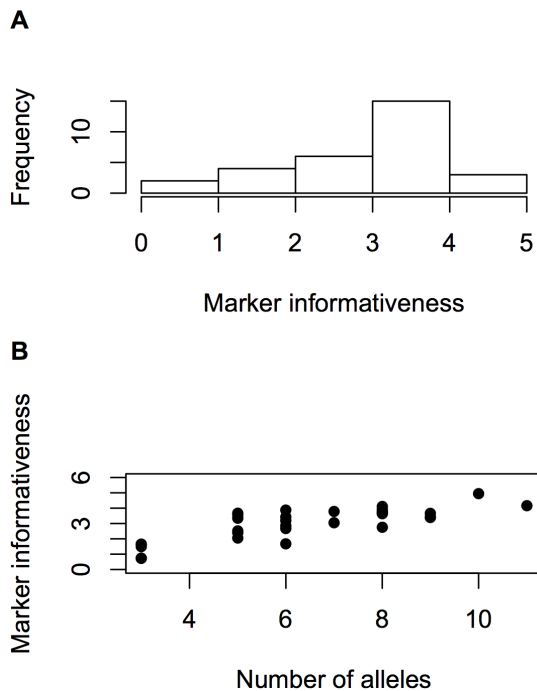 A
Frequency
0 10
0 1 2 3 4 5
Marker informativeness
B
Marker informativeness
0 3 6
4 6 8 10
Number of alleles